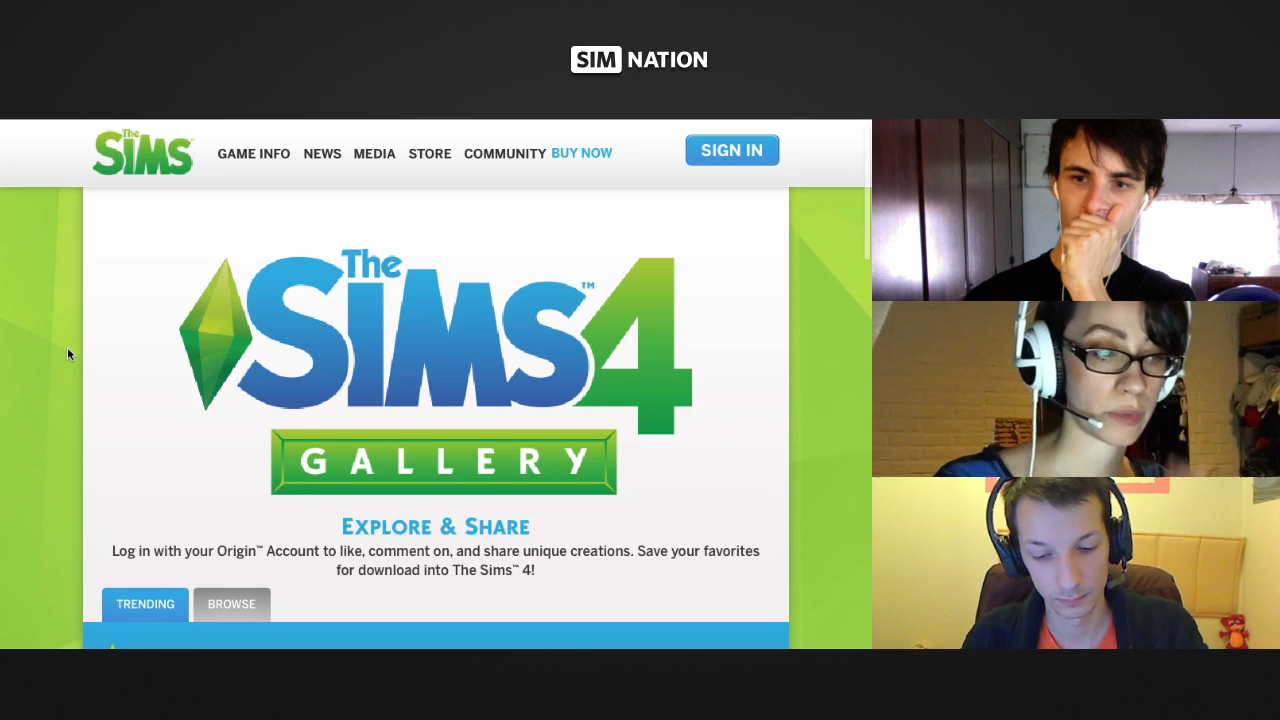 SIM NATION
The SIMS
GAME INFO NEWS MEDIA STORE COMMUNITY BUY NOW
SIGN IN
The SIMS 4 ™
GALLERY
EXPLORE & SHARE
Log in with your Origin™ Account to like, comment on, and share unique creations. Save your favorites
for download into The Sims™ 4!
TRENDING BROWSE